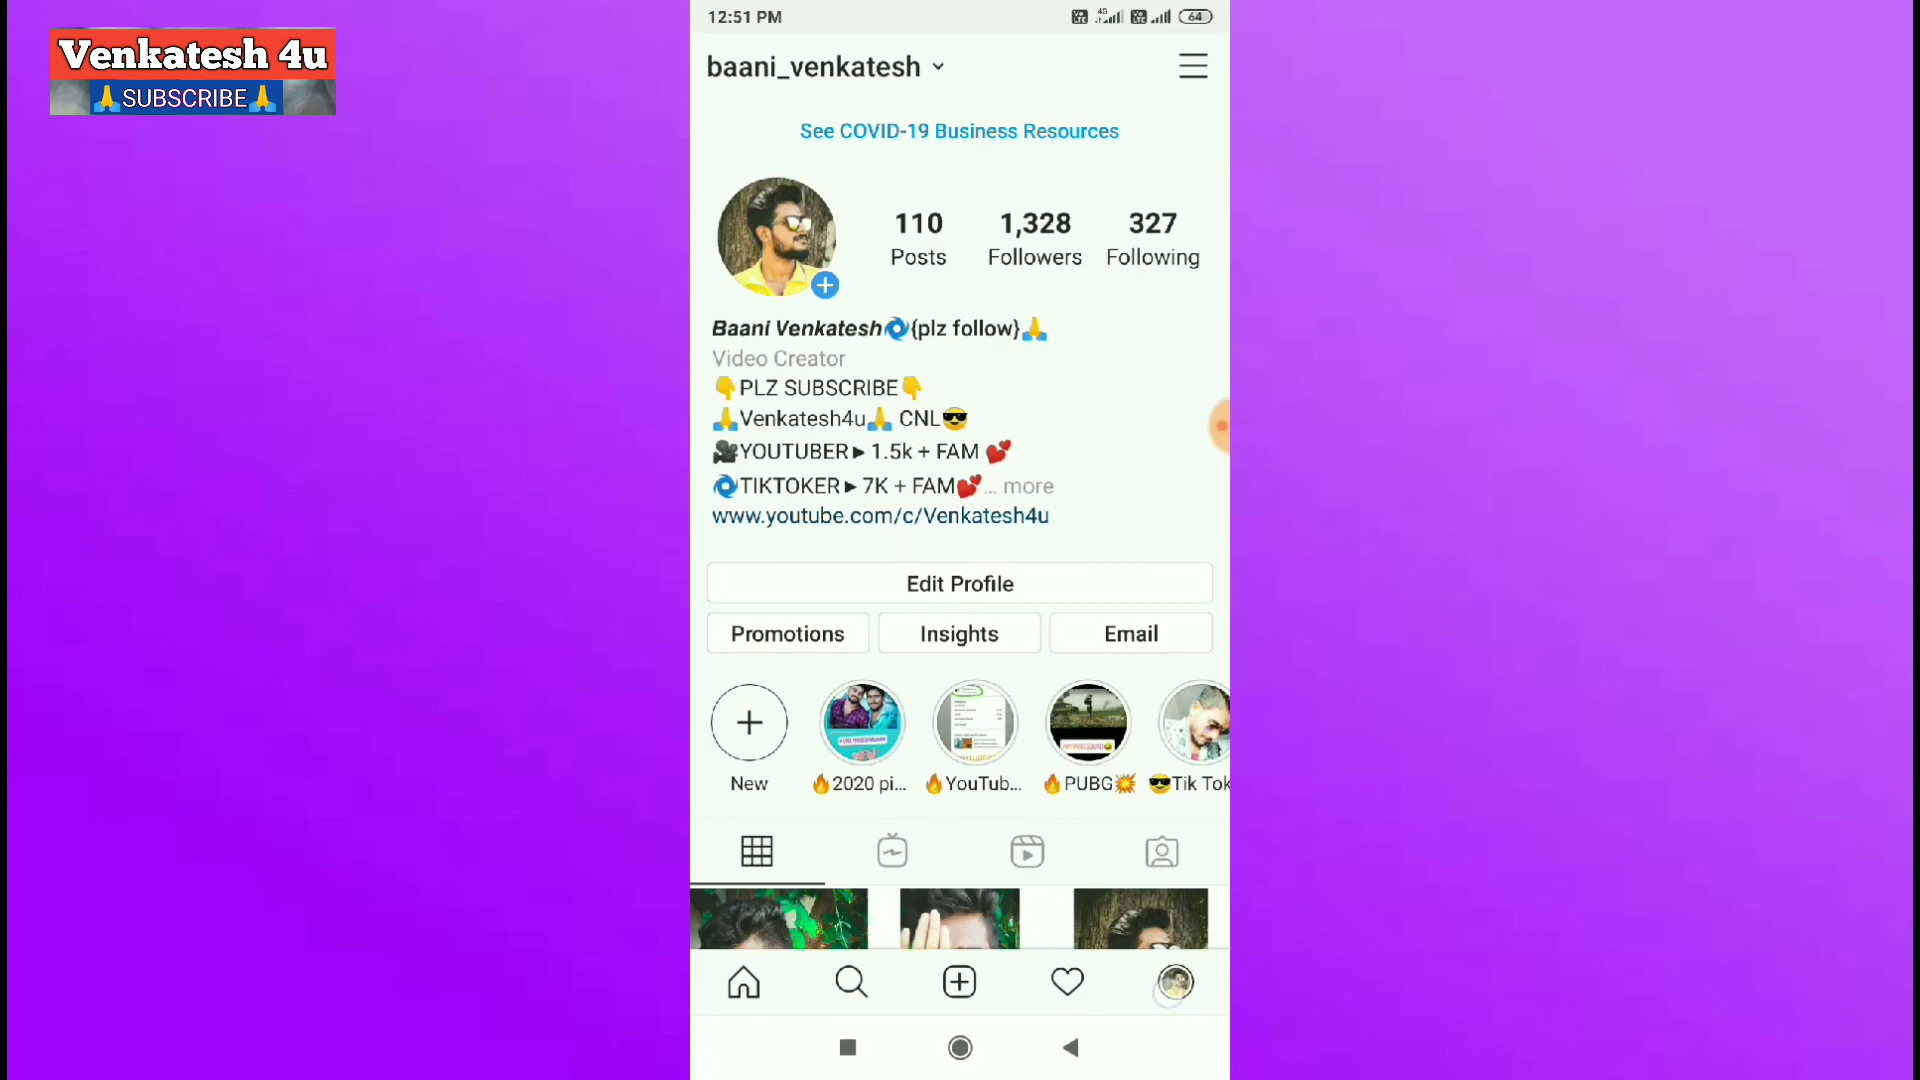 Venkatesh 4u
🙏SUBSCRIBE🙏
12:51 PM
4G
64
baani_venkatesh
See COVID-19 Business Resources
110 1,328 327
Posts Followers Following
Baani Venkatesh🌀{plz follow}🙏
Video Creator
👇PLZ SUBSCRIBE👇
🙏Venkatesh4u🙏 CNL😎
🎥YOUTUBER►1.5k + FAM 💕
🌀TIKTOKER►7K + FAM💕... more
www.youtube.com/c/Venkatesh4u
Edit Profile
Promotions Insights Email
New 🔥2020 pi... 🔥YouTub... 🔥PUBG💥 😎Tik Tok